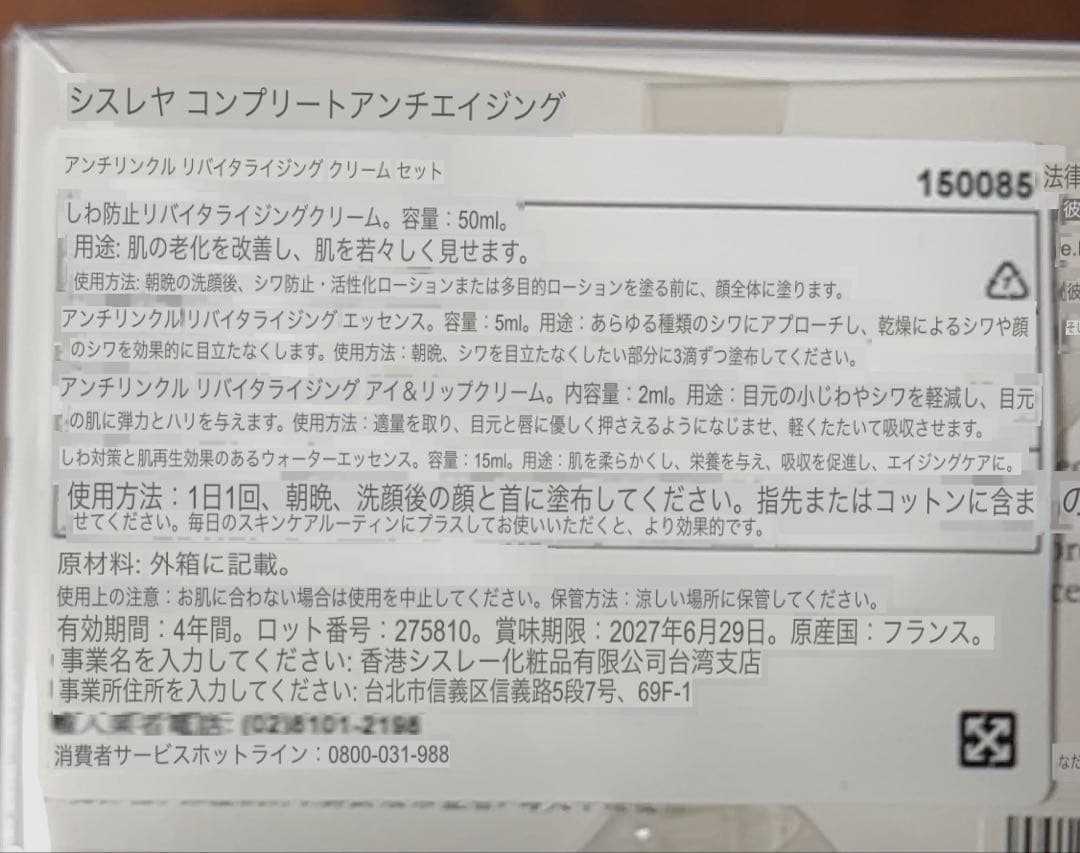 シスレヤ コンプリートアンチエイジング
アンチリンクル リバイタライジング クリーム セット
150085
しわ防止リバイタライジングクリーム。容量：50ml。
用途: 肌の老化を改善し、肌を若々しく見せます。
使用方法: 朝晩の洗顔後、シワ防止・活性化ローションまたは多目的ローションを塗る前に、顔全体に塗ります。
アンチリンクルリバイタライジング エッセンス。容量：5ml。用途：あらゆる種類のシワにアプローチし、乾燥によるシワや顔
のシワを効果的に目立たなくします。使用方法：朝晩、シワを目立たなくしたい部分に3滴ずつ塗布してください。
アンチリンクル リバイタライジング アイ＆リップクリーム。内容量：2ml。用途：目元の小じわやシワを軽減し、目元
の肌に弾力とハリを与えます。使用方法：適量を取り、目元と唇に優しく押さえるようになじませ、軽くたたいて吸収させます。
しわ対策と肌再生効果のあるウォーターエッセンス。容量：15ml。用途：肌を柔らかくし、栄養を与え、吸収を促進し、エイジングケアに。
使用方法：1日1回、朝晩、洗顔後の顔と首に塗布してください。指先またはコットンに含ま
せてください。毎日のスキンケアルーティンにプラスしてお使いいただくと、より効果的です。
原材料: 外箱に記載。
使用上の注意：お肌に合わない場合は使用を中止してください。保管方法：涼しい場所に保管してください。
有効期間：4年間。ロット番号：275810。賞味期限：2027年6月29日。原産国：フランス。
事業名を入力してください: 香港シスレー化粧品有限公司台湾支店
事業所住所を入力してください: 台北市信義区信義路5段7号、69F-1
電話: (02)8101-2198
消費者サービスホットライン：0800-031-988
法律
彼
の
なだ